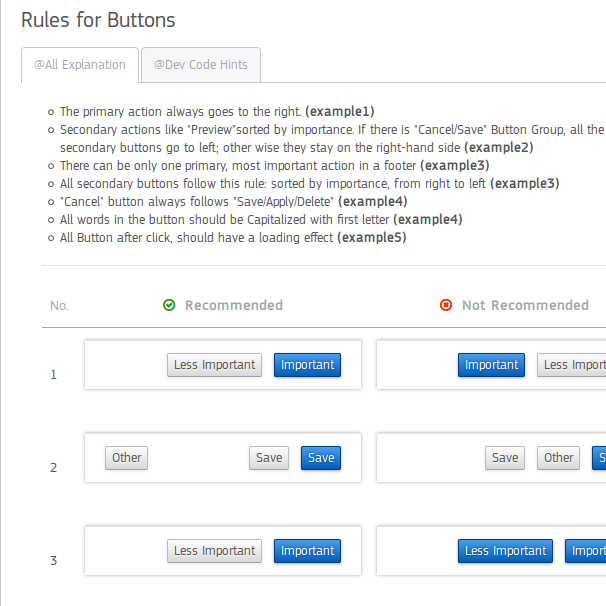 Rules for Buttons
@All Explanation @Dev Code Hints
The primary action always goes to the right. (example1)
Secondary actions like "Preview"sorted by importance. If there is "Cancel/Save" Button Group, all the
secondary buttons go to left; other wise they stay on the right-hand side (example2)
There can be only one primary, most important action in a footer (example3)
All secondary buttons follow this rule: sorted by importance, from right to left (example3)
"Cancel" button always follows "Save/Apply/Delete" (example4)
All words in the button should be Capitalized with first letter (example4)
All Button after click, should have a loading effect (example5)
No. Recommended Not Recommended
1 Less Important Important Important Less
2 Other Save Save Save Other
3 Less Important Important Less Important